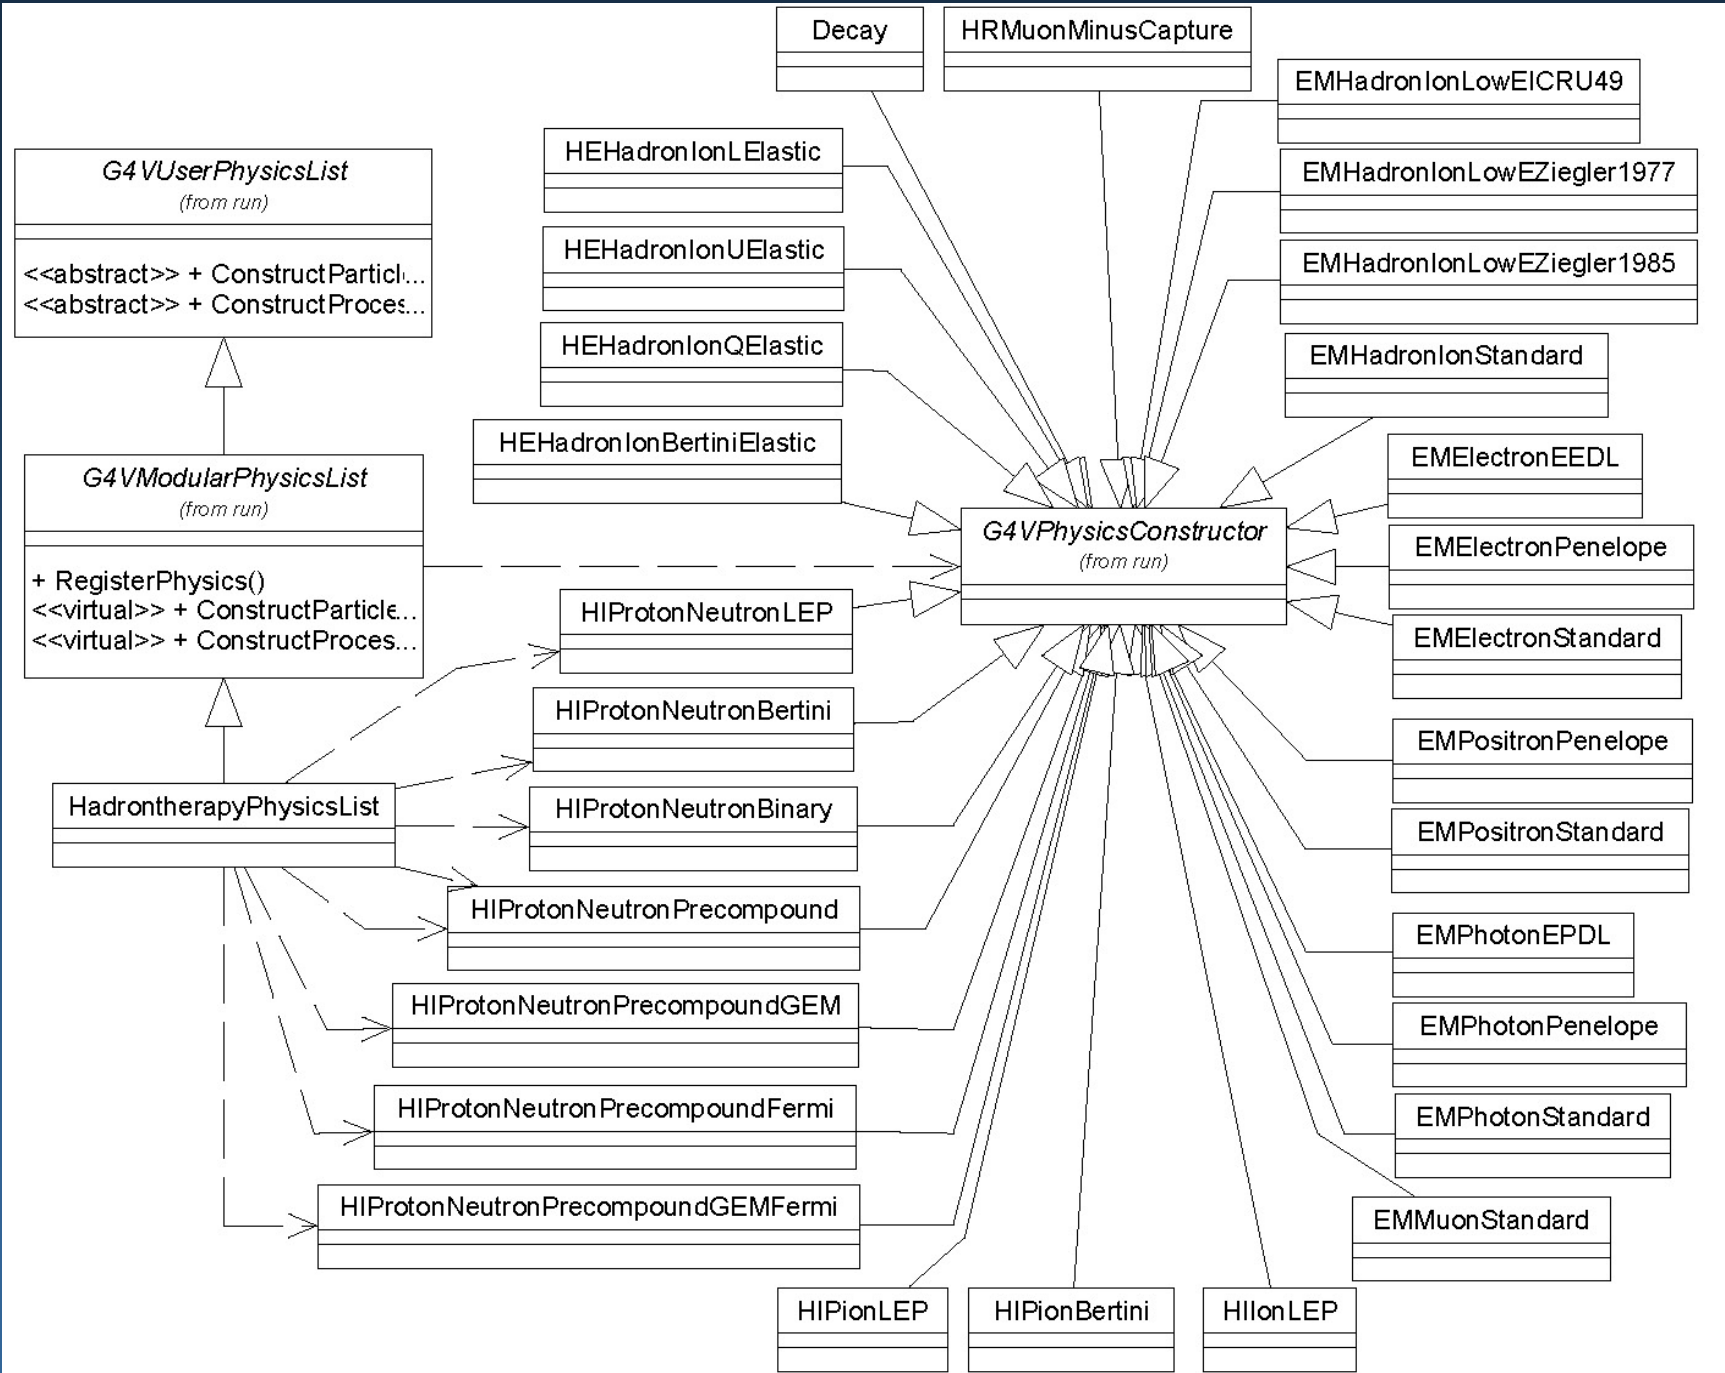 Decay
HRMuonMinusCapture
EMHadronIonLowEICRU49
HEHadronIonLElastic
G4VUserPhysicsList
(from run)
<<abstract>> + ConstructParticl...
<<abstract>> + ConstructProces...
EMHadronIonLowEZiegler1977
HEHadronIonUElastic
EMHadronIonLowEZiegler1985
HEHadronIonQElastic
EMHadronIonStandard
HEHadronIonBertiniElastic
EMElectronEEDL
G4VModularPhysicsList
(from run)
+ RegisterPhysics()
<<virtual>> + ConstructParticle...
<<virtual>> + ConstructProces...
G4VPhysicsConstructor
(from run)
EMElectronPenelope
HIProtonNeutronLEP
EMElectronStandard
HIProtonNeutronBertini
EMPositronPenelope
HadrontherapyPhysicsList
HIProtonNeutronBinary
EMPositronStandard
HIProtonNeutronPrecompound
EMPhotonEPDL
HIProtonNeutronPrecompoundGEM
EMPhotonPenelope
HIProtonNeutronPrecompoundFermi
EMPhotonStandard
HIProtonNeutronPrecompoundGEMFermi
EMMuonStandard
HIPionLEP
HIPionBertini
HIIonLEP